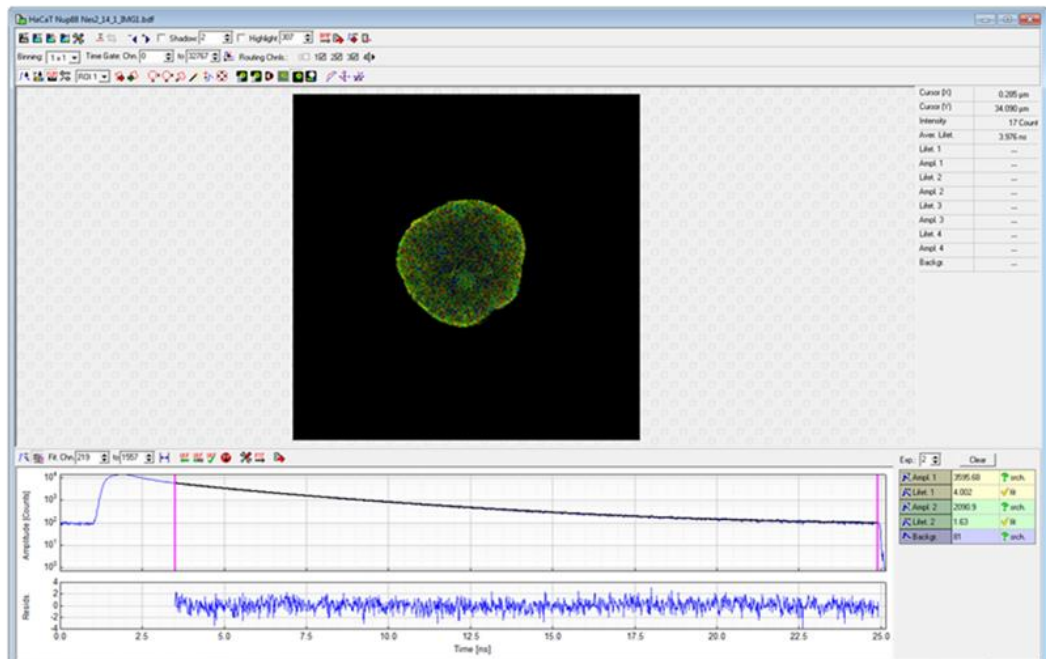 HaCaT Nup88 Nes2_14_1_IMG1.bdf
Shadow: 2 Highlight: 307
Binning: 1 x 1 Time Gate: Chn. 0 to 32767 Routing Chnls.: 1 2 3 4
ROI 1
Cursor (X) 0.285 µm
Cursor (Y) 34.090 µm
Intensity 17 Count
Aver. Lifet. 3.976 ns
Lifet. 1 ...
Ampl. 1 ...
Lifet. 2 ...
Ampl. 2 ...
Lifet. 3 ...
Ampl. 3 ...
Lifet. 4 ...
Ampl. 4 ...
Backgr. ...
Fit: Chn. 219 to 1557
Exp.: 2 Clear
Ampl. 1 3595.68 ? srch.
Lifet. 1 4.002 fit
Ampl. 2 2090.9 ? srch.
Lifet. 2 1.63 fit
Backgr. 81 ? srch.
Amplitude [Counts]
10⁴
10³
10²
10¹
10⁰
Resids
4
2
0
-2
-4
0.0 2.5 5.0 7.5 10.0 12.5 15.0 17.5 20.0 22.5 25.0
Time [ns]